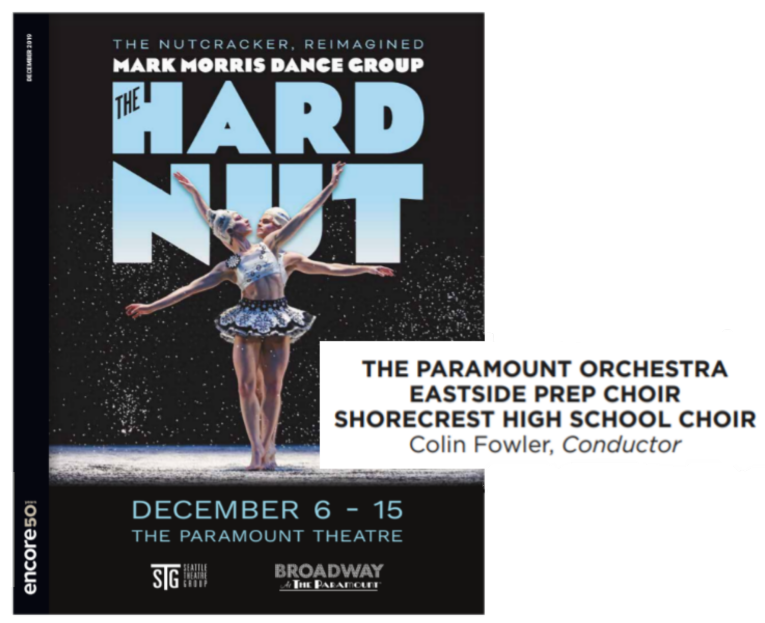 DECEMBER 2019
THE NUTCRACKER, REIMAGINED
MARK MORRIS DANCE GROUP
THE
HARD
NUT
THE PARAMOUNT ORCHESTRA
EASTSIDE PREP CHOIR
SHORECREST HIGH SCHOOL CHOIR
Colin Fowler, Conductor
DECEMBER 6 - 15
THE PARAMOUNT THEATRE
encore50!
STG SEATTLE
THEATRE
GROUP
BROADWAY
At THE PARAMOUNT